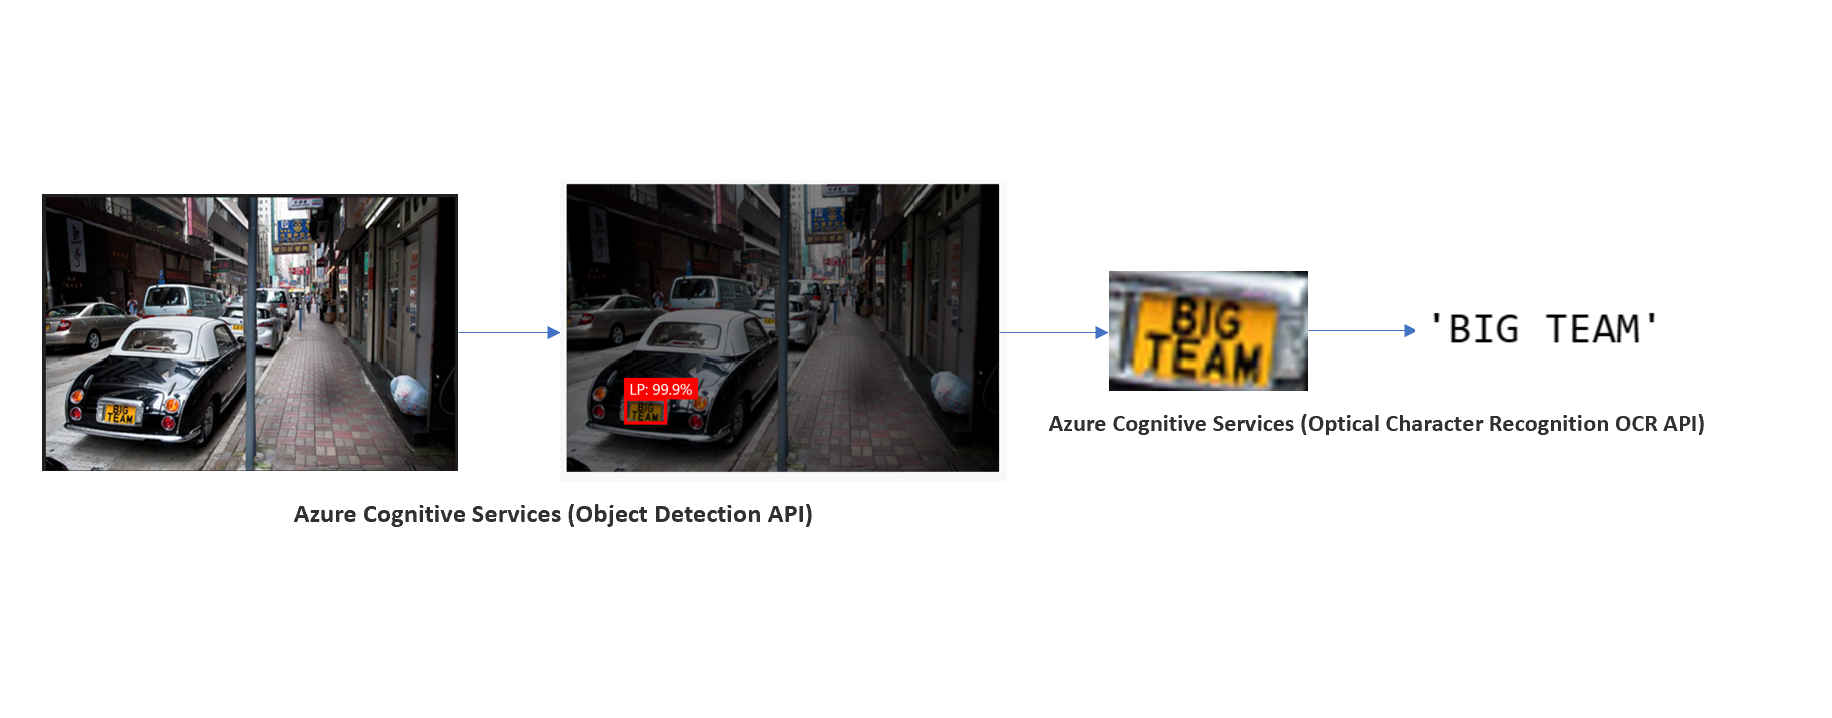 BIG
TEAM
LP: 99.9%
BIG
TEAM
BIG
TEAM
'BIG TEAM'
Azure Cognitive Services (Optical Character Recognition OCR API)
Azure Cognitive Services (Object Detection API)